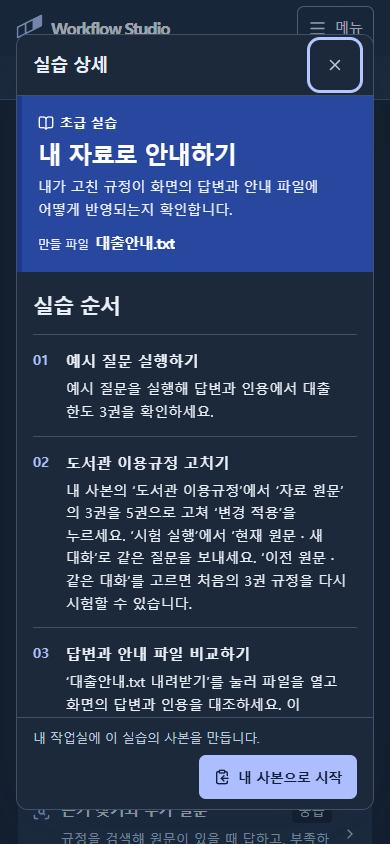 Workflow Studio
메뉴
실습 상세
초급 실습
내 자료로 안내하기
내가 고친 규정이 화면의 답변과 안내 파일에
어떻게 반영되는지 확인합니다.
만들 파일 대출안내.txt
실습 순서
01 예시 질문 실행하기
예시 질문을 실행해 답변과 인용에서 대출
한도 3권을 확인하세요.
02 도서관 이용규정 고치기
내 사본의 ‘도서관 이용규정’에서 ‘자료 원문’
의 3권을 5권으로 고쳐 ‘변경 적용’을
누르세요. ‘시험 실행’에서 ‘현재 원문 · 새
대화’로 같은 질문을 보내세요. ‘이전 원문 ·
같은 대화’를 고르면 처음의 3권 규정을 다시
시험할 수 있습니다.
03 답변과 안내 파일 비교하기
‘대출안내.txt 내려받기’를 눌러 파일을 열고
화면의 답변과 인용을 대조하세요. 이
내 작업실에 이 실습의 사본을 만듭니다.
내 사본으로 시작
중급
규정을 검색해 원문이 있을 때 답하고, 부족하